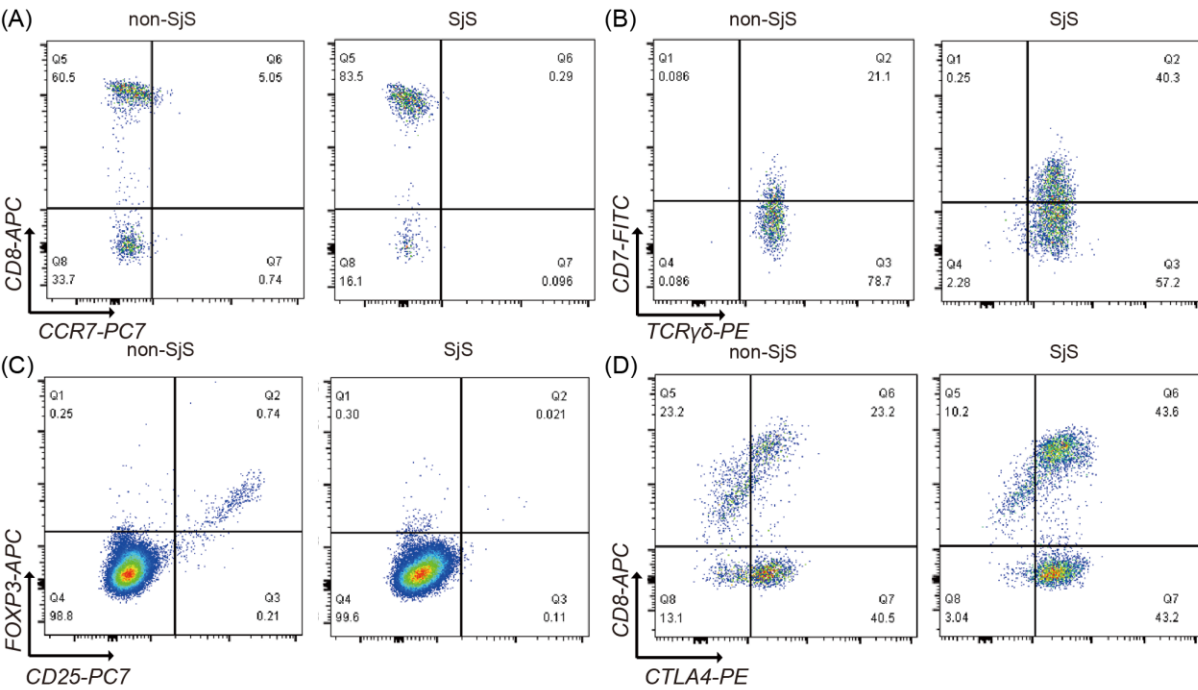 (A)
non-SjS
SjS
Q5
60.5
Q6
5.05
Q8
33.7
Q7
0.74
Q5
83.5
Q6
0.29
Q8
16.1
Q7
0.096
CD8-APC
CCR7-PC7
(B)
non-SjS
SjS
Q1
0.086
Q2
21.1
Q4
0.086
Q3
78.7
Q1
0.25
Q2
40.3
Q4
2.28
Q3
57.2
CD7-FITC
TCRγδ-PE
(C)
non-SjS
SjS
Q1
0.25
Q2
0.74
Q4
98.8
Q3
0.21
Q1
0.30
Q2
0.021
Q4
99.6
Q3
0.11
FOXP3-APC
CD25-PC7
(D)
non-SjS
SjS
Q5
23.2
Q6
23.2
Q8
13.1
Q7
40.5
Q5
10.2
Q6
43.6
Q8
3.04
Q7
43.2
CD8-APC
CTLA4-PE